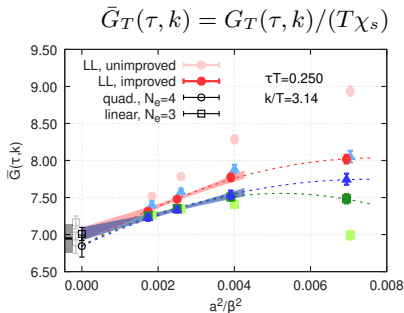 Ḡ_T(τ, k) = G_T(τ, k)/(Tχ_s)
9.50
9.00
8.50
8.00
7.50
7.00
6.50
Ḡ(τ,k)
LL, unimproved
LL, improved
quad., N_e=4
linear, N_e=3
τT=0.250
k/T=3.14
0.000 0.002 0.004 0.006 0.008
a²/β²